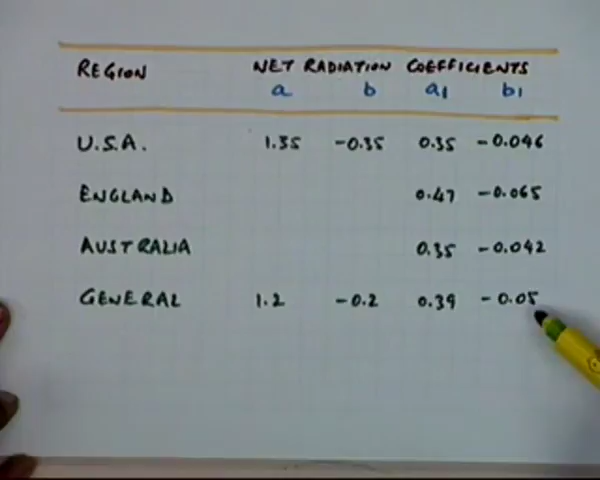 REGION NET RADIATION COEFFICIENTS
a b a1 b1
U.S.A. 1.35 -0.35 0.35 -0.046
ENGLAND 0.47 -0.065
AUSTRALIA 0.35 -0.042
GENERAL 1.2 -0.2 0.39 -0.05